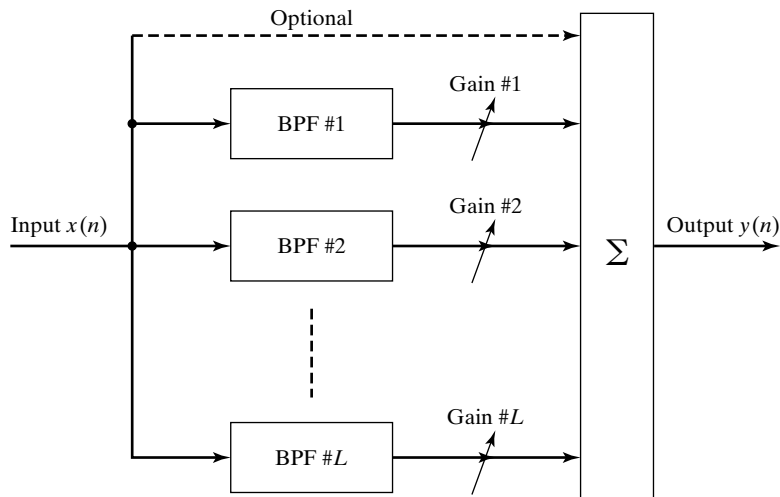 Optional
Gain #1
BPF #1
Input x(n)
Gain #2
BPF #2
Σ
Output y(n)
Gain #L
BPF #L